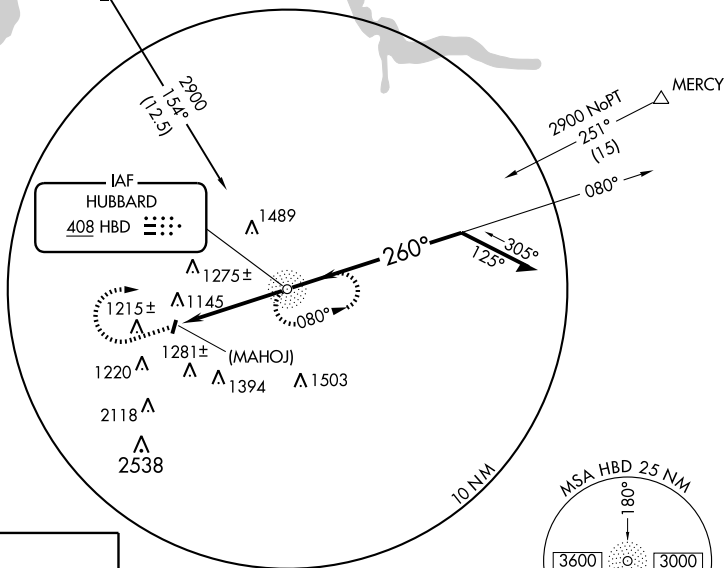 2900
154°
(12.5)
MERCY
2900 NoPT
251°
(15)
080°
IAF
HUBBARD
408 HBD
1489
260°
305°
125°
1275±
1215±
1145
080°
1281±
(MAHOJ)
1220
1394
1503
2118
2538
10 NM
MSA HBD 25 NM
180°
3600
3000